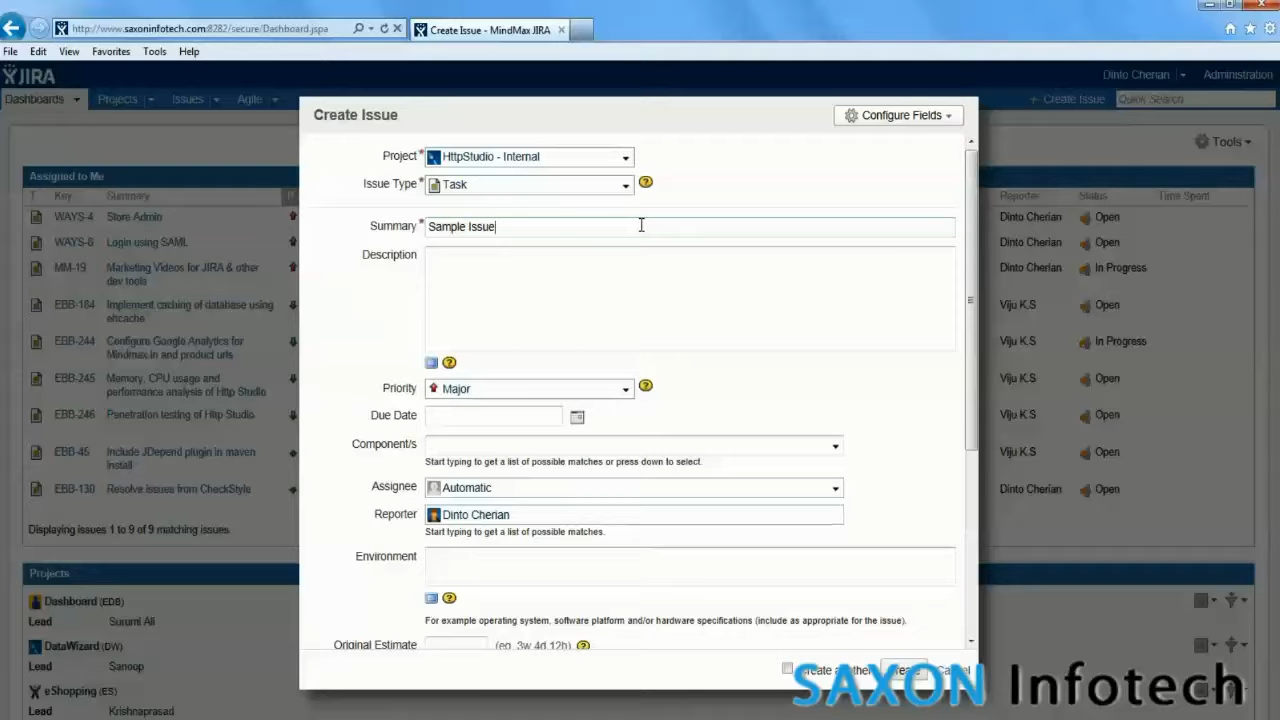 http://www.saxoninfotech.com:8282/secure/Dashboard.jspa
Create Issue - MindMax JIRA
File Edit View Favorites Tools Help
JIRA
Dinto Cherian Administration
Dashboards Projects Issues Agile + Create Issue Quick Search
Create Issue
Configure Fields
Tools
Assigned to Me
T Key Summary
Reporter Status Time Spent
WAYS-4 Store Admin Dinto Cherian Open
WAYS-6 Login using SAML Dinto Cherian Open
MM-19 Marketing Videos for JIRA & other Dinto Cherian In Progress
dev tools
EBB-184 Implement caching of database using Viju K.S Open
ehcache
EBB-244 Configure Google Analytics for Viju K.S In Progress
Mindmax.in and product urls
EBB-245 Memory, CPU usage and Viju K.S Open
performance analysis of Http Studio
EBB-246 Penetration testing of Http Studio Viju K.S Open
EBB-45 Include JDepend plugin in maven Viju K.S Open
install
EBB-130 Resolve issues from CheckStyle Dinto Cherian Open
Displaying issues 1 to 9 of 9 matching issues.
Projects
Dashboard (EDB)
Lead Surumi Ali
DataWizard (DW)
Lead Sanoop
eShopping (ES)
Lead Krishnaprasad
Project* HttpStudio - Internal
Issue Type* Task
Summary* Sample Issue
Description
Priority Major
Due Date
Component/s
Start typing to get a list of possible matches or press down to select.
Assignee Automatic
Reporter Dinto Cherian
Start typing to get a list of possible matches.
Environment
For example operating system, software platform and/or hardware specifications (include as appropriate for the issue).
Original Estimate (eg. 3w 4d 12h)
Create another Create Cancel
SAXON Infotech